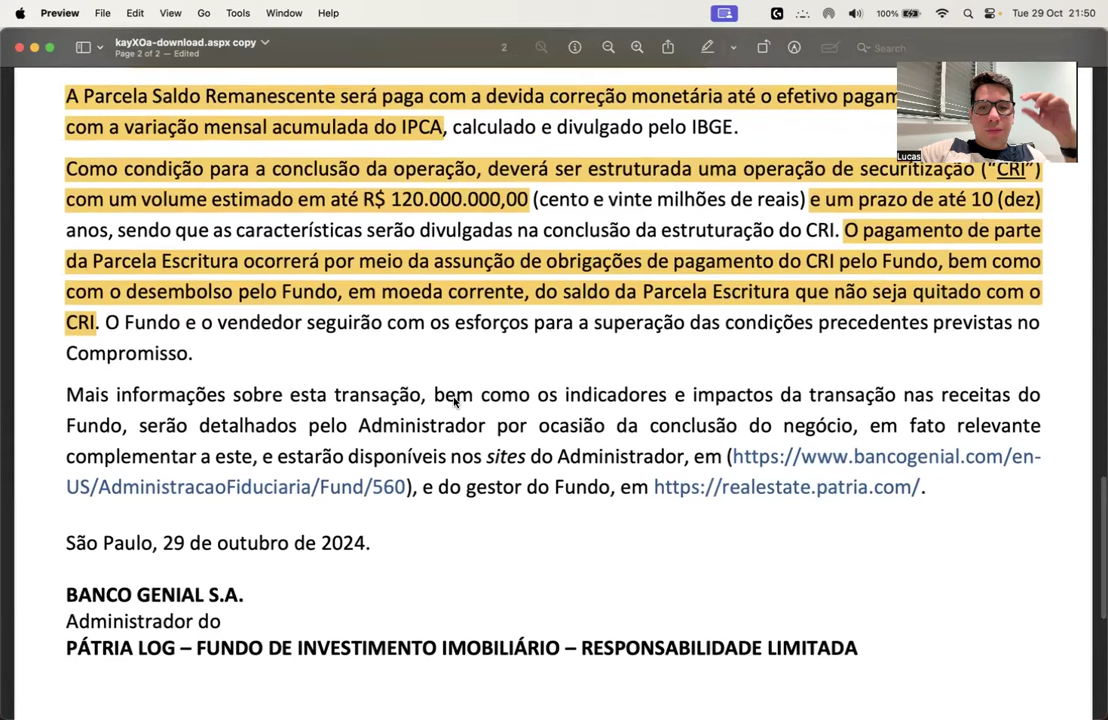 Preview File Edit View Go Tools Window Help 100% Tue 29 Oct 21:50
kayXOa-download.aspx copy
Page 2 of 2 – Edited
2
Search
A Parcela Saldo Remanescente será paga com a devida correção monetária até o efetivo
com a variação mensal acumulada do IPCA, calculado e divulgado pelo IBGE.
Lucas
Como condição para a conclusão da operação, deverá ser estruturada uma operação de securitização (“CRI”)
com um volume estimado em até R$ 120.000.000,00 (cento e vinte milhões de reais) e um prazo de até 10 (dez)
anos, sendo que as características serão divulgadas na conclusão da estruturação do CRI. O pagamento de parte
da Parcela Escritura ocorrerá por meio da assunção de obrigações de pagamento do CRI pelo Fundo, bem como
com o desembolso pelo Fundo, em moeda corrente, do saldo da Parcela Escritura que não seja quitado com o
CRI. O Fundo e o vendedor seguirão com os esforços para a superação das condições precedentes previstas no
Compromisso.
Mais informações sobre esta transação, bem como os indicadores e impactos da transação nas receitas do
Fundo, serão detalhados pelo Administrador por ocasião da conclusão do negócio, em fato relevante
complementar a este, e estarão disponíveis nos sites do Administrador, em (https://www.bancogenial.com/en-
US/AdministracaoFiduciaria/Fund/560), e do gestor do Fundo, em https://realestate.patria.com/.
São Paulo, 29 de outubro de 2024.
BANCO GENIAL S.A.
Administrador do
PÁTRIA LOG – FUNDO DE INVESTIMENTO IMOBILIÁRIO – RESPONSABILIDADE LIMITADA